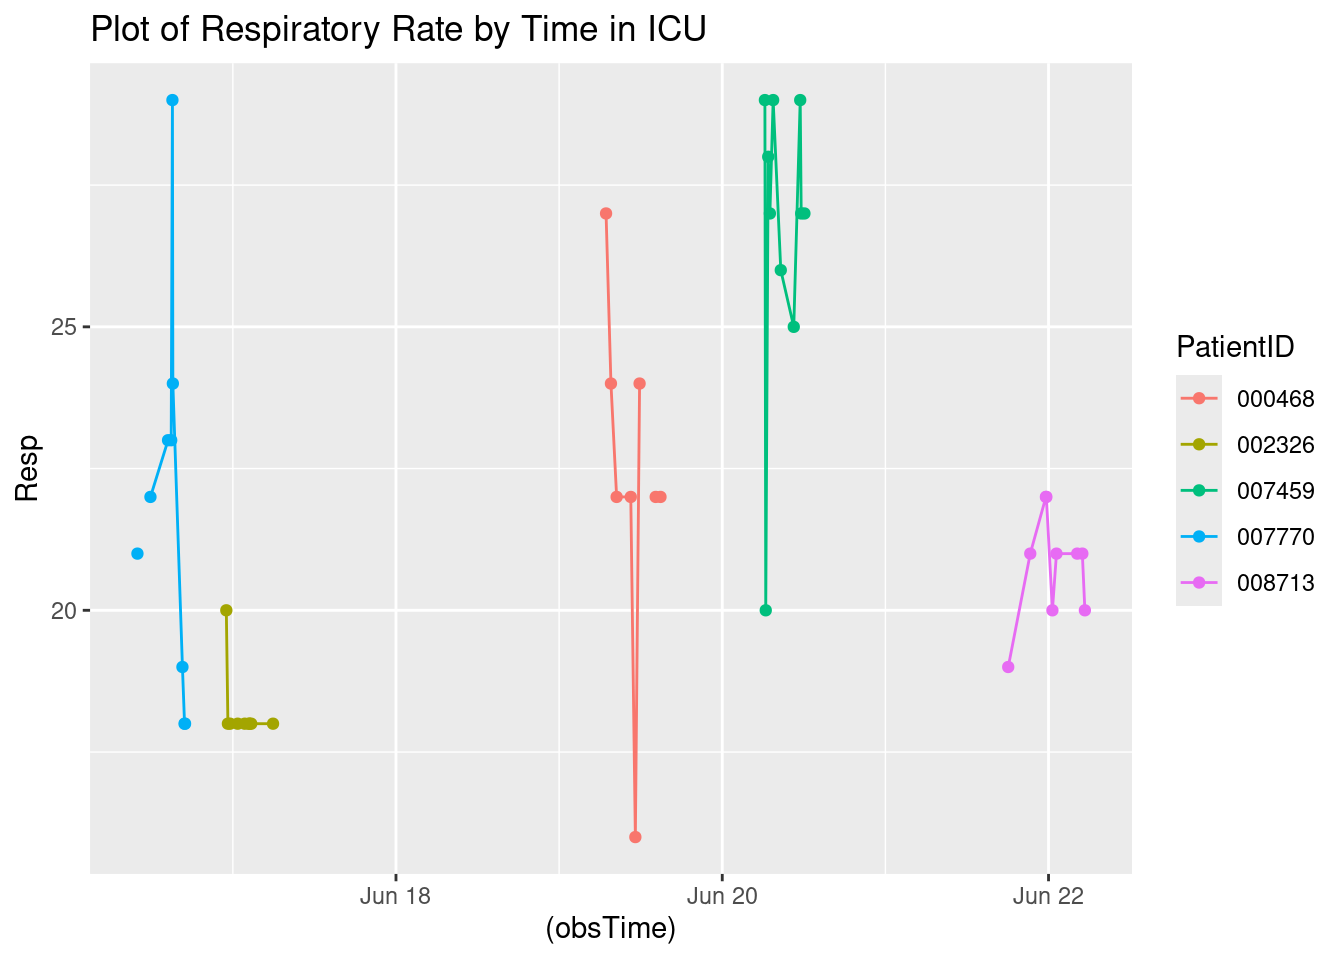 Plot of Respiratory Rate by Time in ICU
Resp
25
20
Jun 18
Jun 20
Jun 22
(obsTime)
PatientID
000468
002326
007459
007770
008713